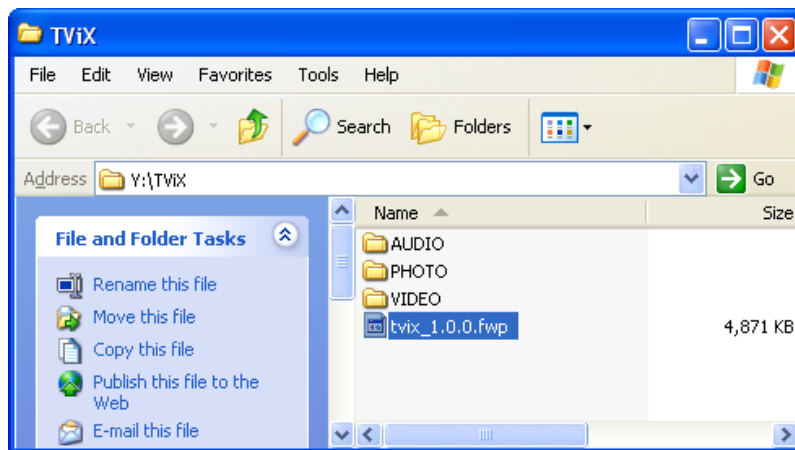 TViX
File Edit View Favorites Tools Help
Back Search Folders
Address Y:\TViX Go
File and Folder Tasks
Rename this file
Move this file
Copy this file
Publish this file to the
Web
E-mail this file
Name Size
AUDIO
PHOTO
VIDEO
tvix_1.0.0.fwp 4,871 KB